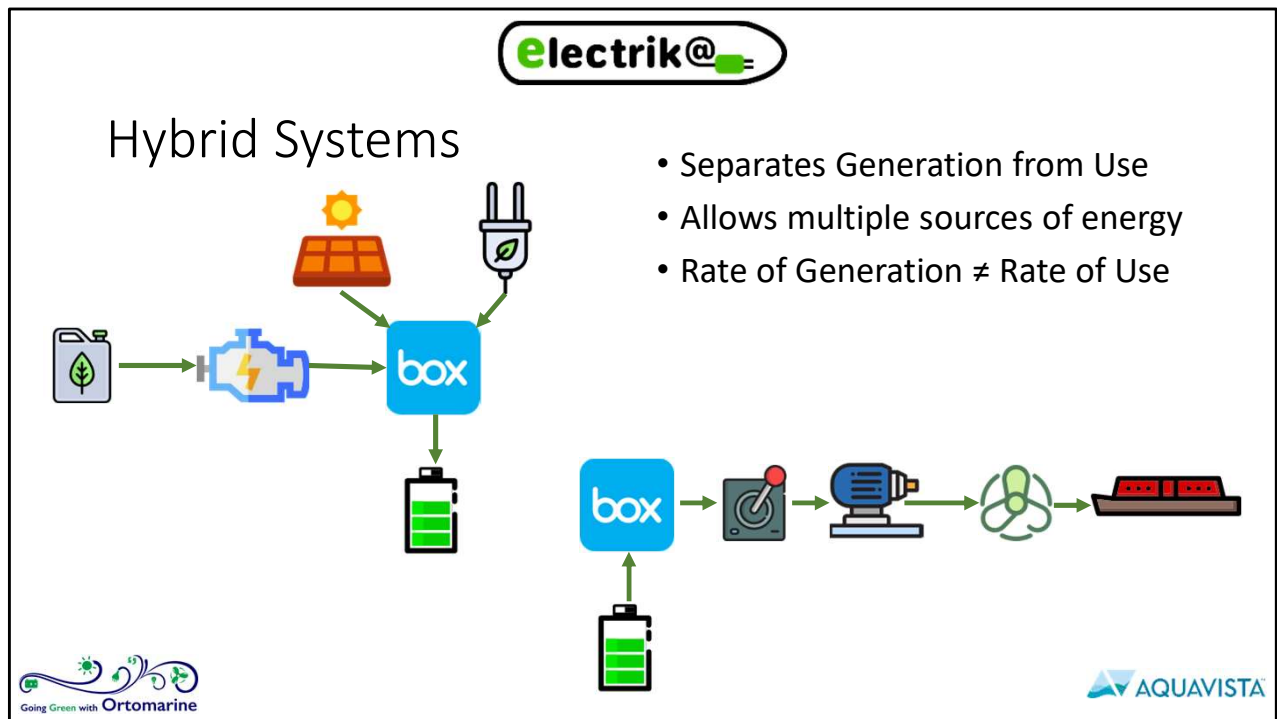 electrik@
Hybrid Systems
• Separates Generation from Use
• Allows multiple sources of energy
• Rate of Generation ≠ Rate of Use
box
box
Going Green with Ortomarine
AQUAVISTA